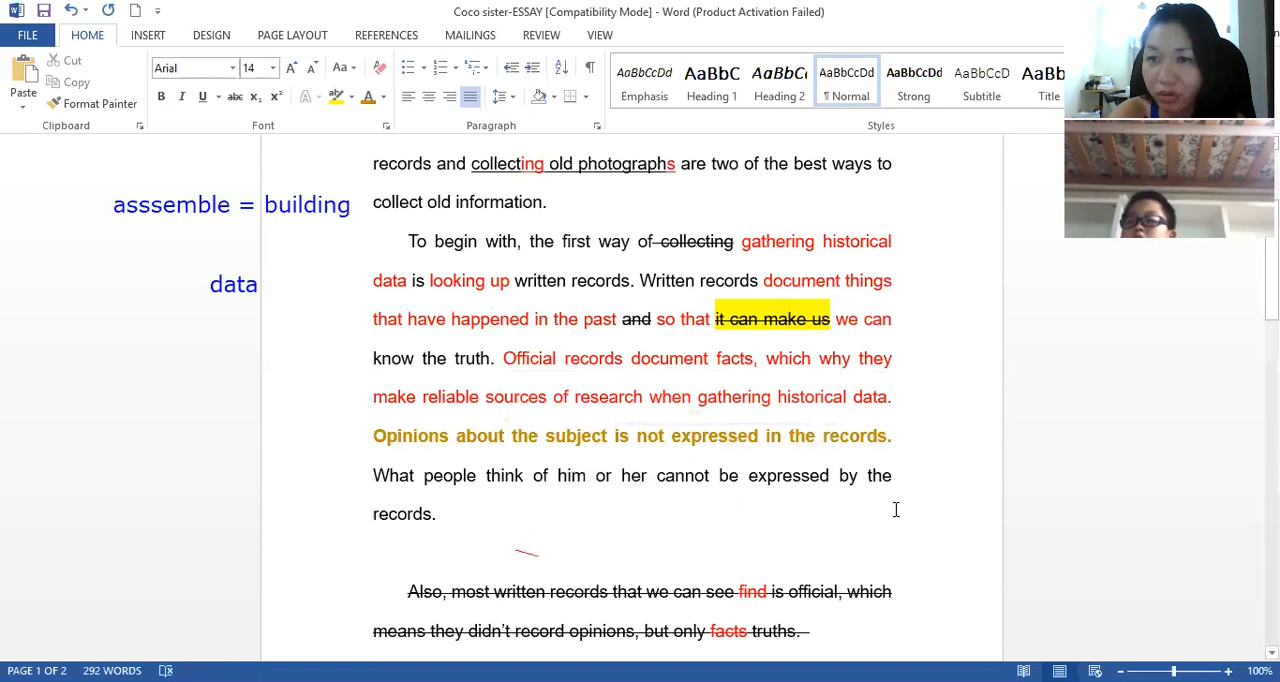 Coco sister-ESSAY [Compatibility Mode] - Word (Product Activation Failed)
FILE HOME INSERT DESIGN PAGE LAYOUT REFERENCES MAILINGS REVIEW VIEW
Paste
Cut
Copy
Format Painter
Clipboard
Arial 14
Font
Paragraph
AaBbCcDd AaBbC AaBbCc AaBbCcDd AaBbCcDd AaBbCcDd AaBb
Emphasis Heading 1 Heading 2 ¶ Normal Strong Subtitle Title
Styles
records and collecting old photographs are two of the best ways to
collect old information.
asssemble = building
data
To begin with, the first way of collecting gathering historical
data is looking up written records. Written records document things
that have happened in the past and so that it can make us we can
know the truth. Official records document facts, which why they
make reliable sources of research when gathering historical data.
Opinions about the subject is not expressed in the records.
What people think of him or her cannot be expressed by the
records.
Also, most written records that we can see find is official, which
means they didn't record opinions, but only facts truths.
PAGE 1 OF 2 292 WORDS
100%